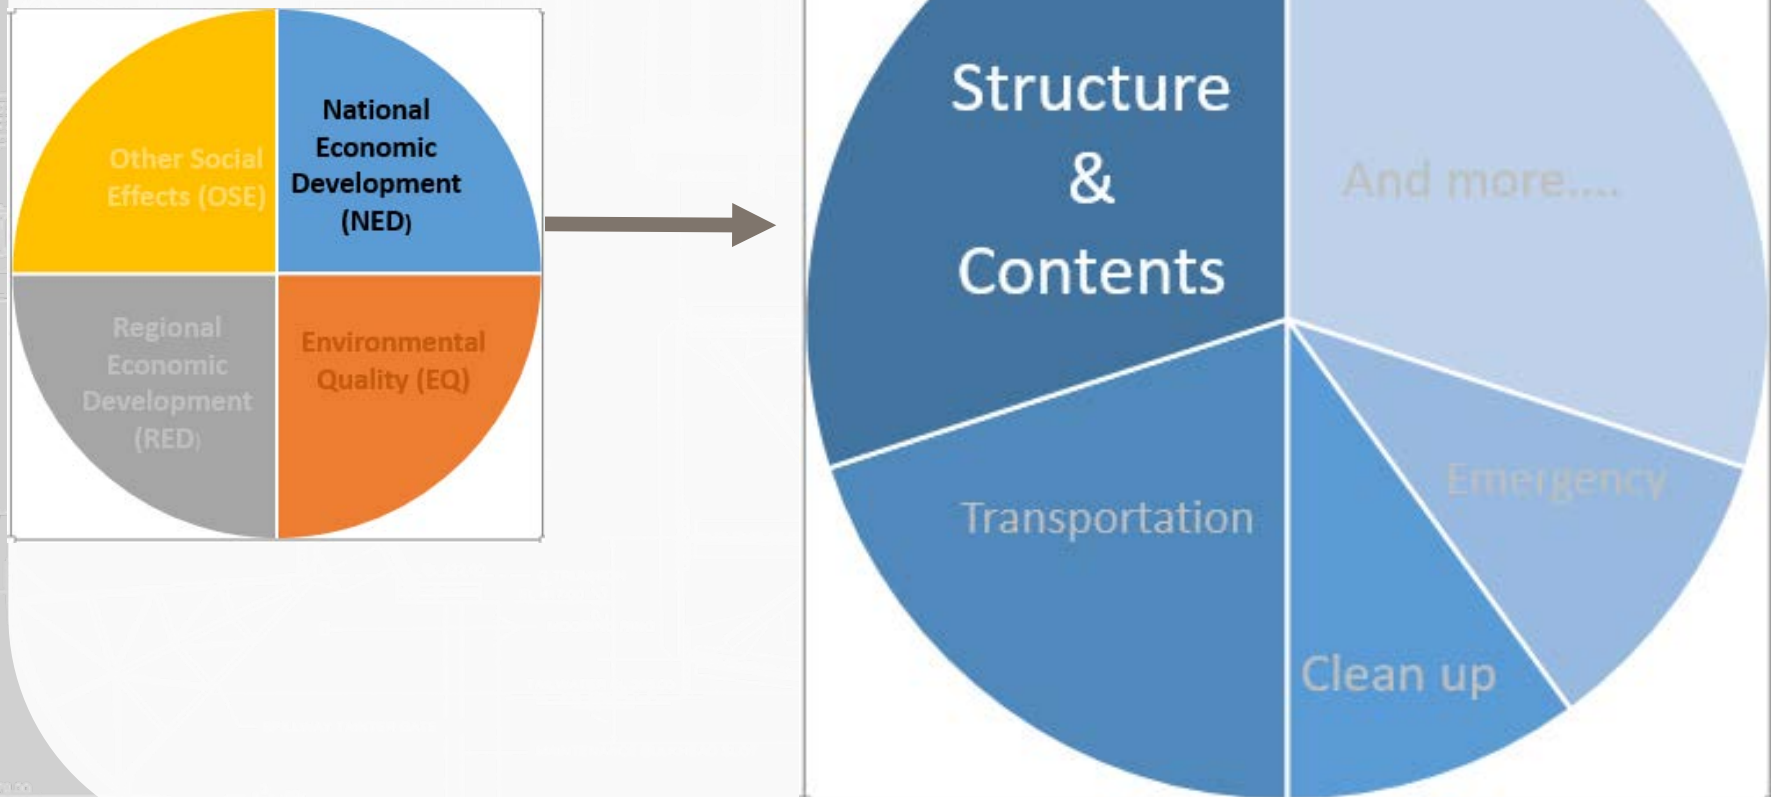 Other Social
Effects (OSE)
National
Economic
Development
(NED)
Regional
Economic
Development
(RED)
Environmental
Quality (EQ)
Structure
&
Contents
And more....
Transportation
Emergency
Clean up